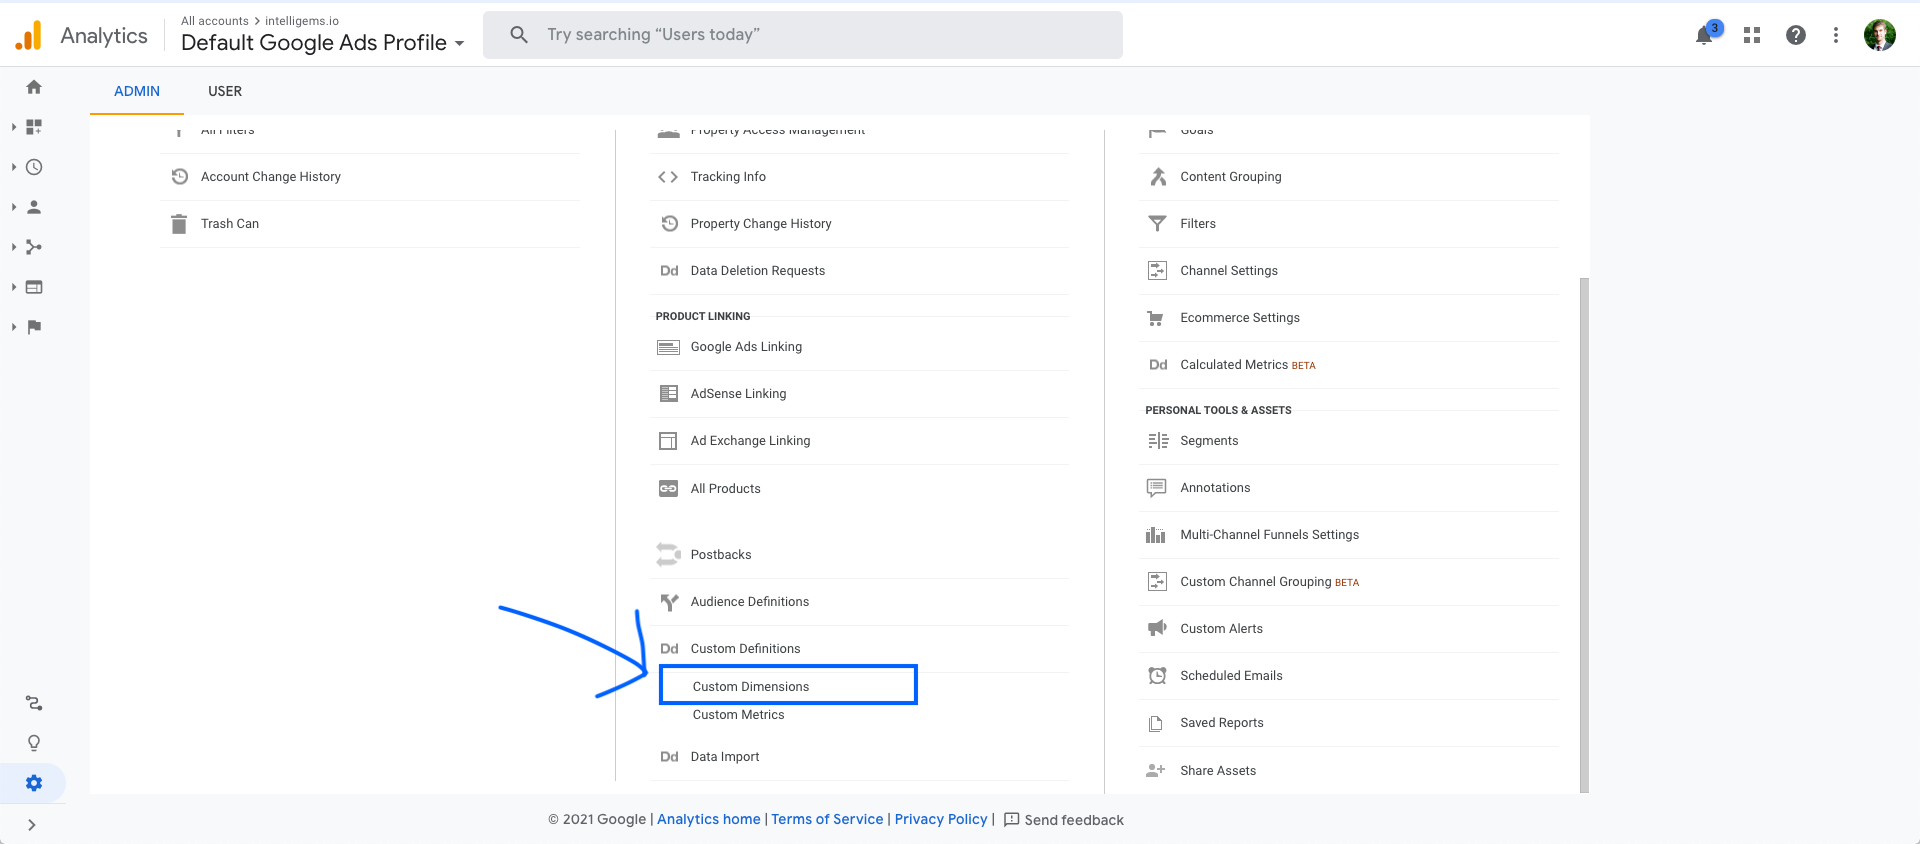 Analytics
All accounts > intelligems.io
Default Google Ads Profile
Try searching “Users today”
3
ADMIN
USER
All Filters
Account Change History
Trash Can
Property Access Management
Tracking Info
Property Change History
Dd Data Deletion Requests
PRODUCT LINKING
Google Ads Linking
AdSense Linking
Ad Exchange Linking
All Products
Postbacks
Audience Definitions
Dd Custom Definitions
Custom Dimensions
Custom Metrics
Dd Data Import
Goals
Content Grouping
Filters
Channel Settings
Ecommerce Settings
Dd Calculated Metrics BETA
PERSONAL TOOLS & ASSETS
Segments
Annotations
Multi-Channel Funnels Settings
Custom Channel Grouping BETA
Custom Alerts
Scheduled Emails
Saved Reports
Share Assets
© 2021 Google | Analytics home | Terms of Service | Privacy Policy | Send feedback